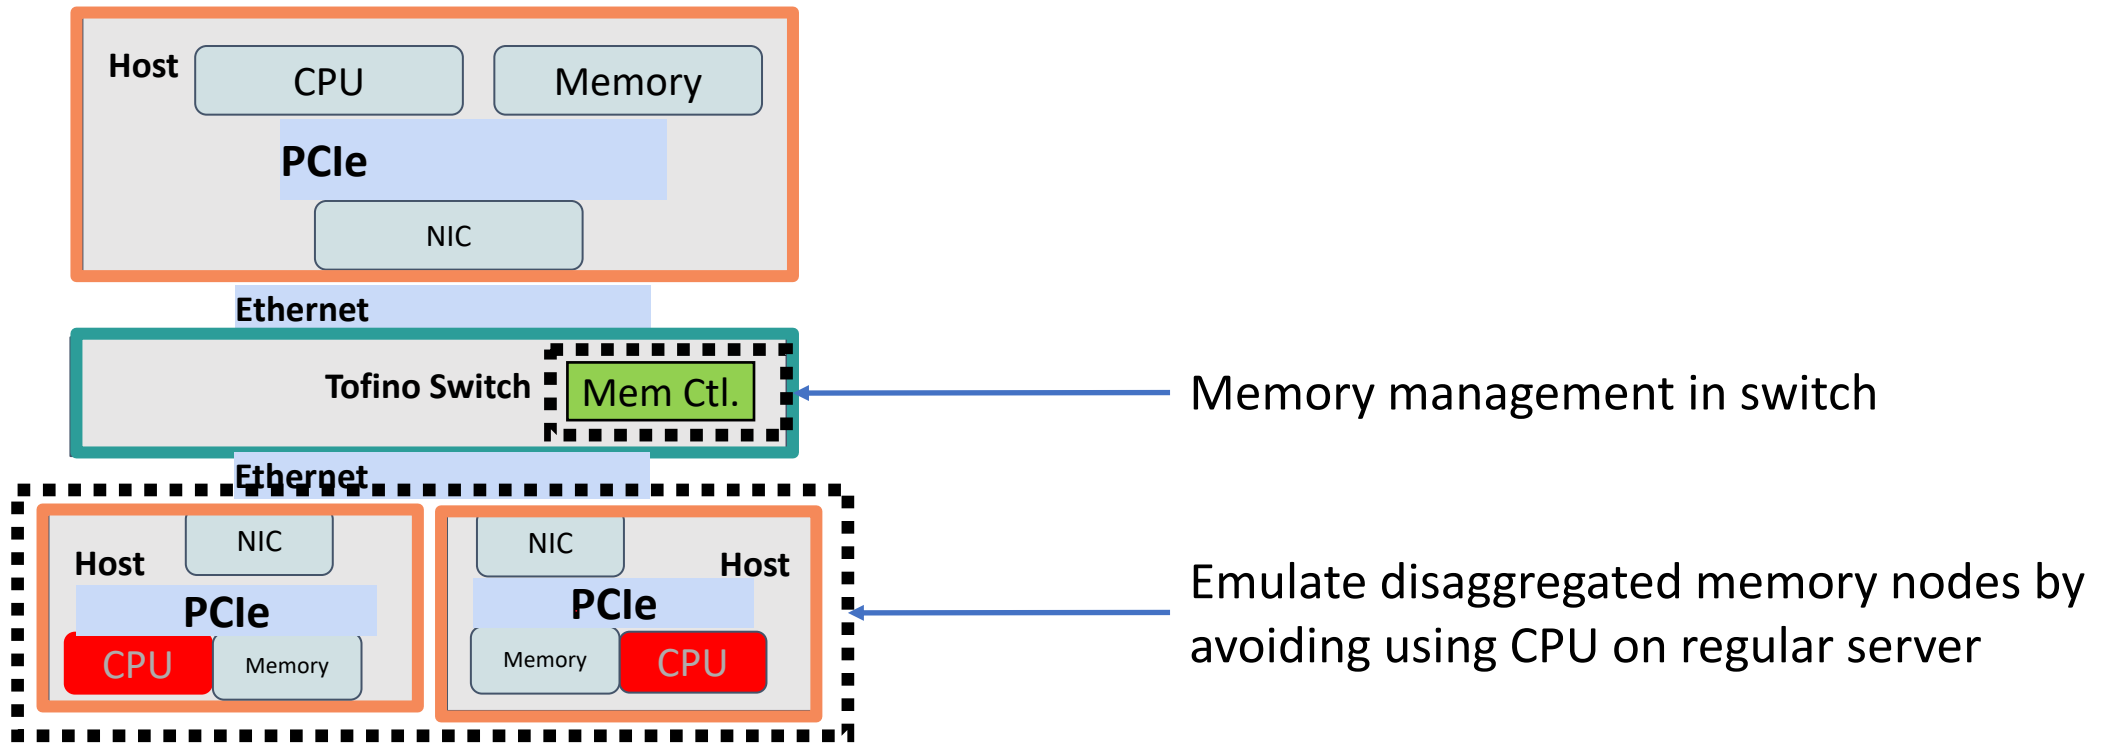 Host
CPU
Memory
PCIe
NIC
Ethernet
Tofino Switch
Mem Ctl.
Memory management in switch
Ethernet
NIC
Host
PCIe
CPU
Memory
NIC
Host
PCIe
Memory
CPU
Emulate disaggregated memory nodes by
avoiding using CPU on regular server